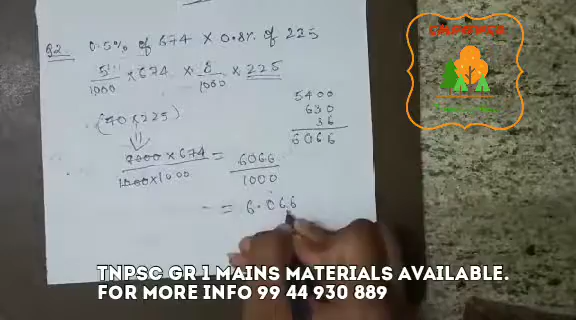 Q2. 0.5% of 674 × 0.8% of 225
5/1000 × 674 × 8/1000 × 225
(40×225)
9000 × 674 / 1000×1000 = 6066/1000
= 6.066
5400
630
36
6066
TNPSC GR 1 MAINS MATERIALS AVAILABLE.
FOR MORE INFO 99 44 930 889